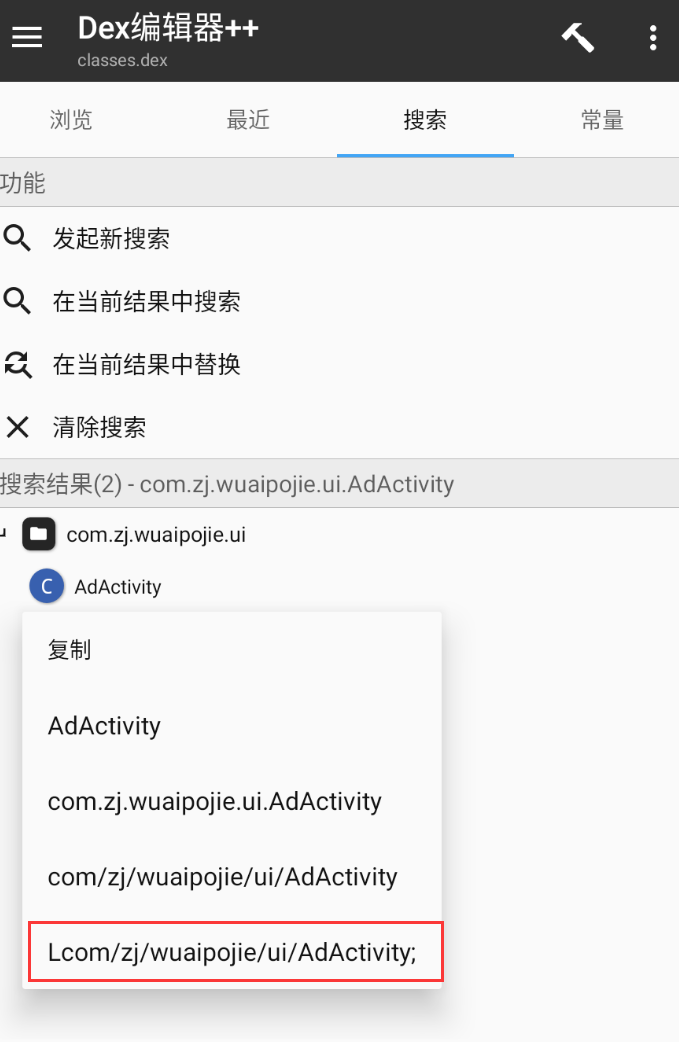 Dex编辑器++
classes.dex
浏览 最近 搜索 常量
功能
发起新搜索
在当前结果中搜索
在当前结果中替换
清除搜索
搜索结果(2) - com.zj.wuaipojie.ui.AdActivity
com.zj.wuaipojie.ui
C AdActivity
复制
AdActivity
com.zj.wuaipojie.ui.AdActivity
com/zj/wuaipojie/ui/AdActivity
Lcom/zj/wuaipojie/ui/AdActivity;